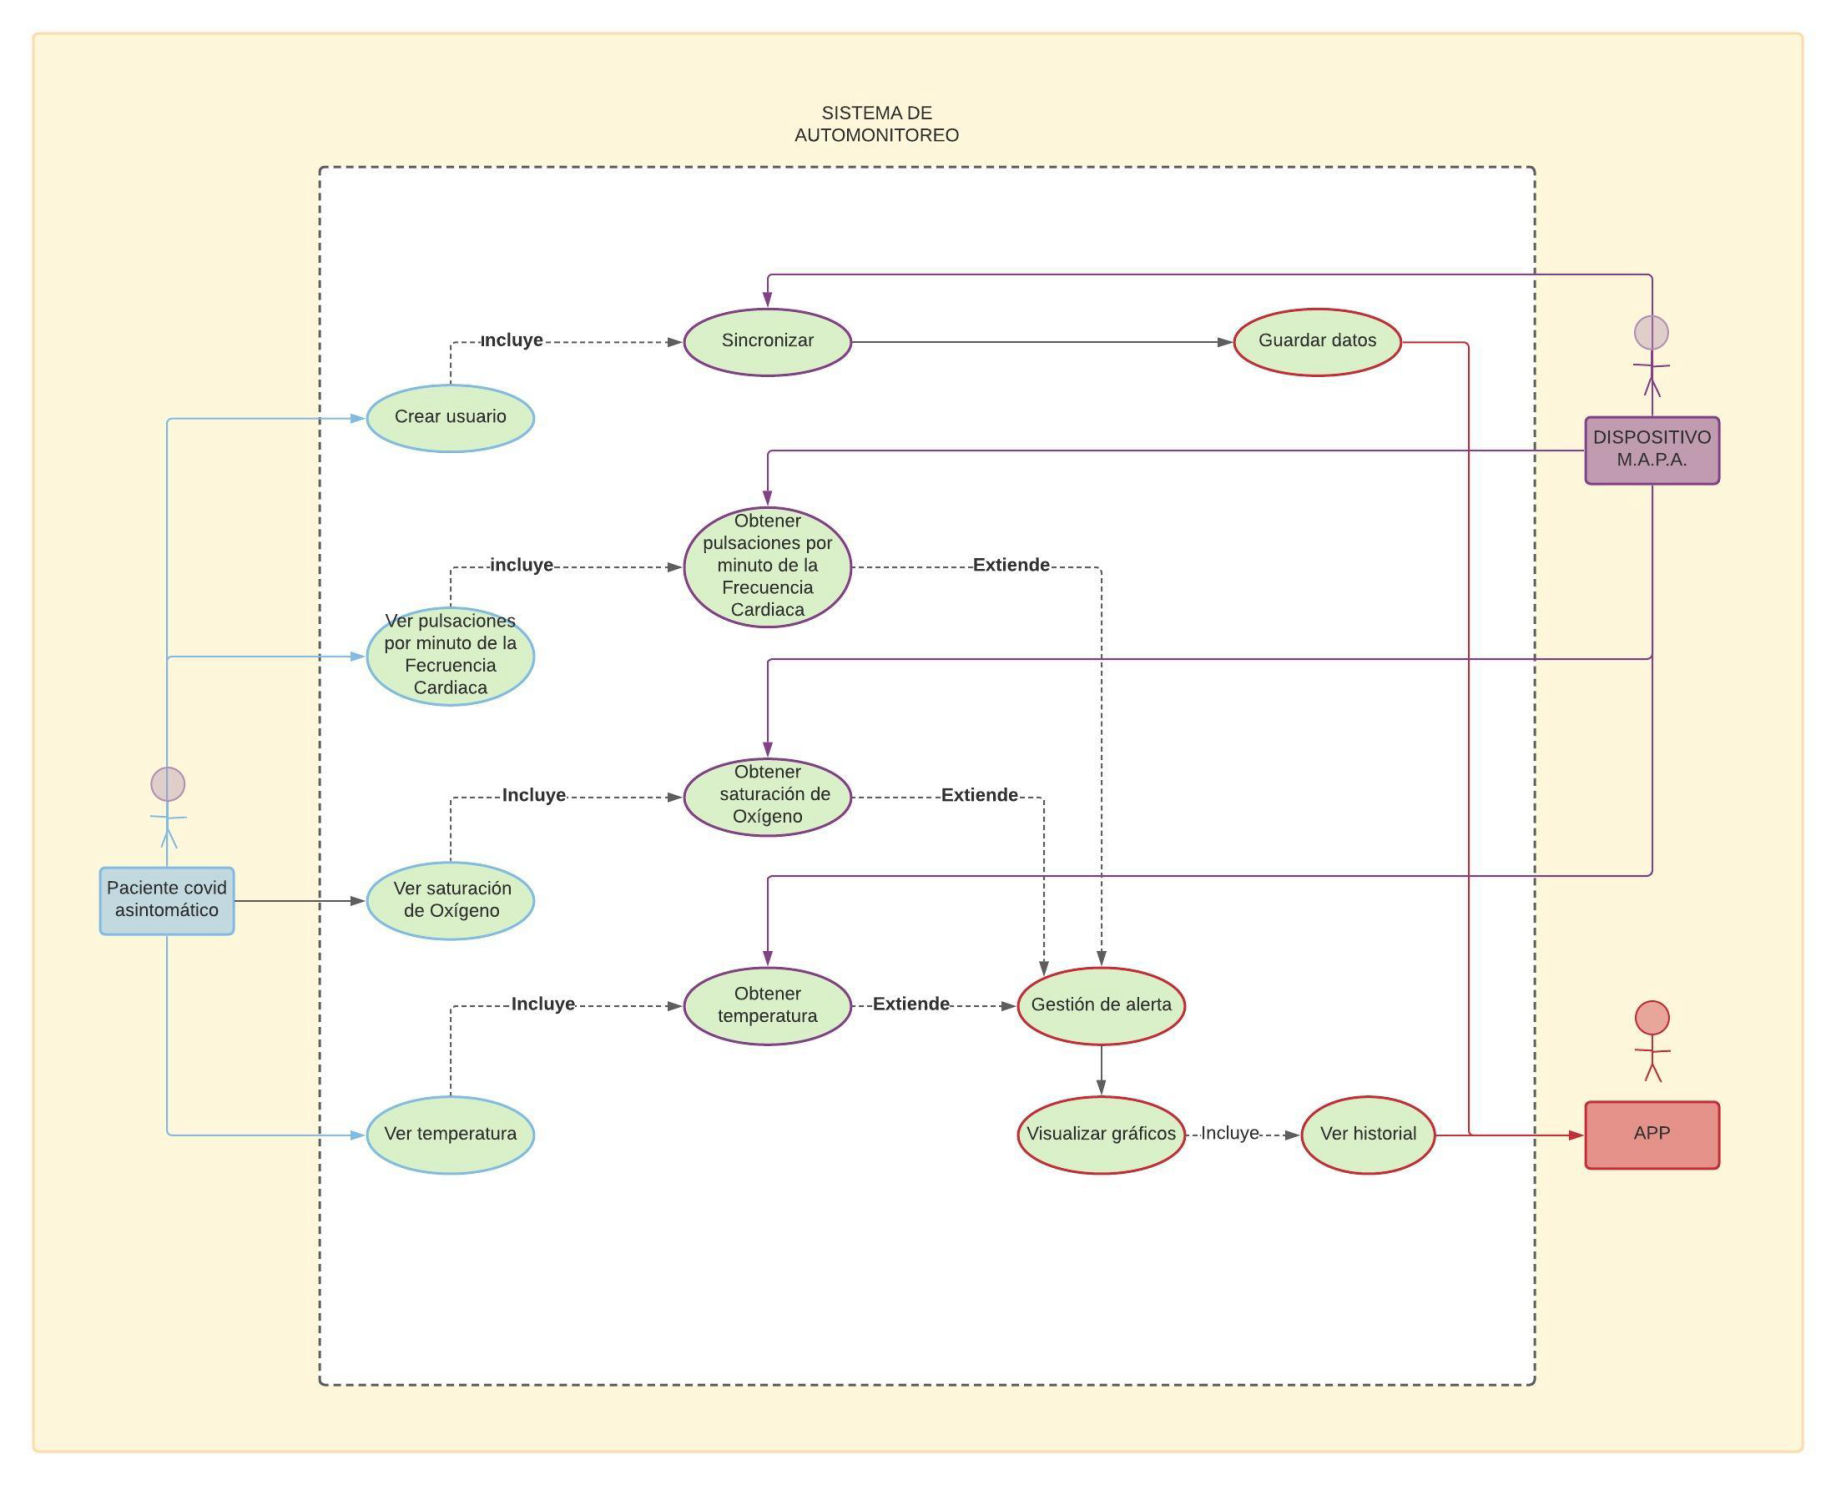 SISTEMA DE
AUTOMONITOREO
incluye
Sincronizar
Guardar datos
Crear usuario
DISPOSITIVO
M.A.P.A.
Obtener
pulsaciones por
minuto de la
Frecuencia
Cardiaca
incluye
Extiende
Ver pulsaciones
por minuto de la
Fecruencia
Cardiaca
Obtener
saturación de
Oxígeno
Incluye
Extiende
Paciente covid
asintomático
Ver saturación
de Oxígeno
Incluye
Obtener
temperatura
Extiende
Gestión de alerta
Ver temperatura
Visualizar gráficos
Incluye
Ver historial
APP